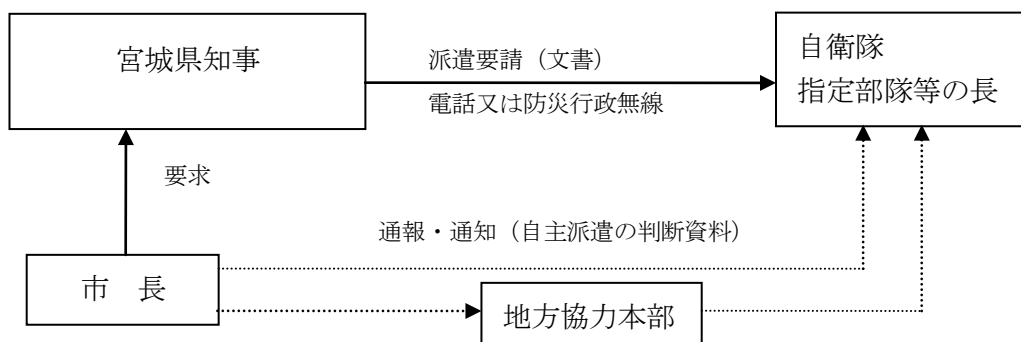 宮城県知事
派遣要請（文書）
電話又は防災行政無線
自衛隊
指定部隊等の長
要求
通報・通知（自主派遣の判断資料）
市　長
地方協力本部